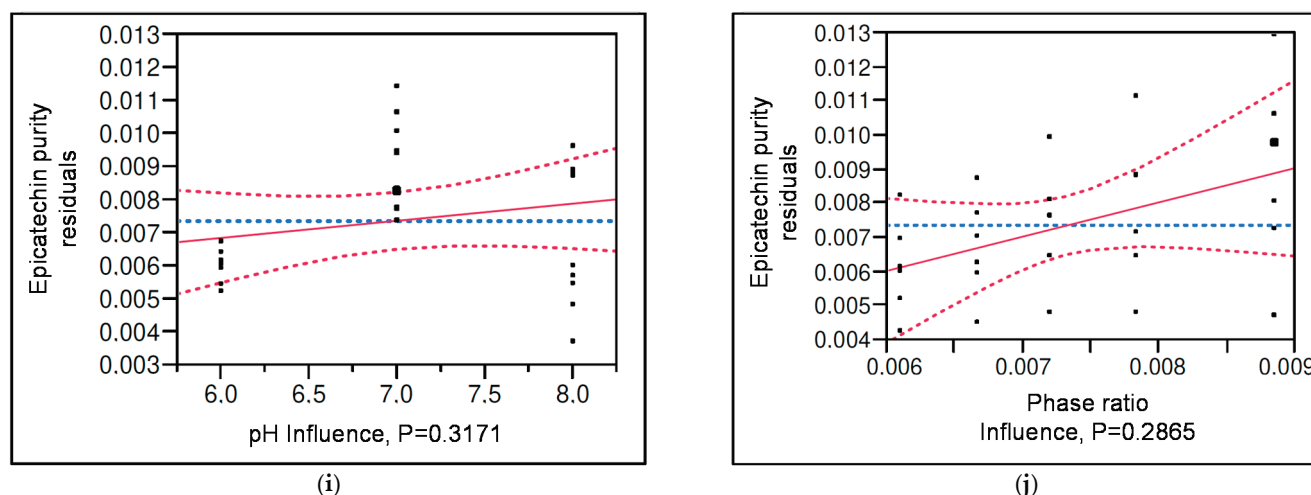 0.013
0.012
0.011
0.010
0.009
0.008
0.007
0.006
0.005
0.004
0.003
Epicatechin purity
residuals
6.0 6.5 7.0 7.5 8.0
pH Influence, P=0.3171
(i)
0.013
0.012
0.011
0.010
0.009
0.008
0.007
0.006
0.005
0.004
Epicatechin purity
residuals
0.006 0.007 0.008 0.009
Phase ratio
Influence, P=0.2865
(j)